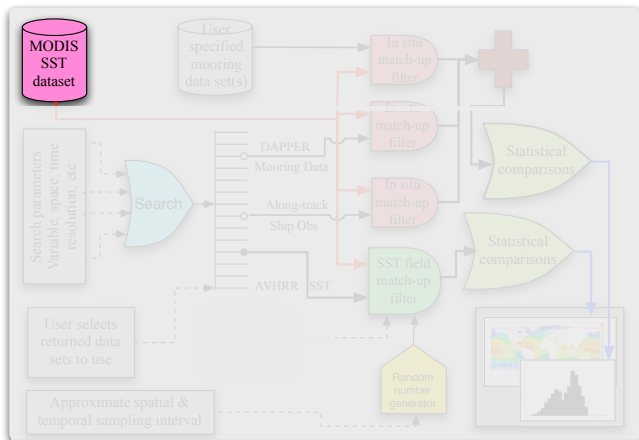 MODIS
SST
dataset
User
specified
mooring
data set(s)
In situ
match-up
filter
match-up
filter
In situ
match-up
filter
SST field
match-up
filter
DAPPER
Mooring Data
Along-track
Ship Obs
AVHRR SST
Search parameters:
Variable, space, time
resolution, etc
Search
Statistical
comparisons
Statistical
comparisons
User selects
returned data
sets to use
Random
number
generator
Approximate spatial &
temporal sampling interval